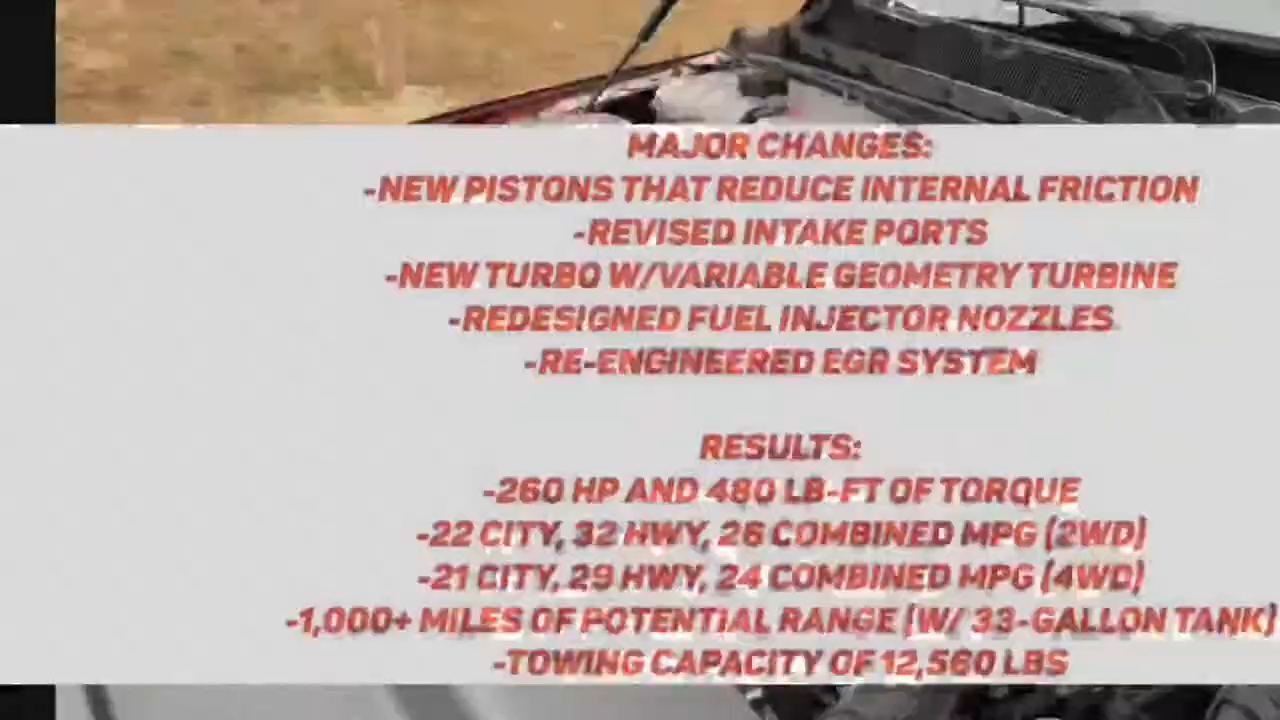 MAJOR CHANGES:
-NEW PISTONS THAT REDUCE INTERNAL FRICTION
-REVISED INTAKE PORTS
-NEW TURBO W/VARIABLE GEOMETRY TURBINE
-REDESIGNED FUEL INJECTOR NOZZLES
-RE-ENGINEERED EGR SYSTEM
RESULTS:
-260 HP AND 480 LB-FT OF TORQUE
-22 CITY, 32 HWY, 26 COMBINED MPG (2WD)
-21 CITY, 29 HWY, 24 COMBINED MPG (4WD)
-1,000+ MILES OF POTENTIAL RANGE (W/ 33-GALLON TANK)
-TOWING CAPACITY OF 12,560 LBS